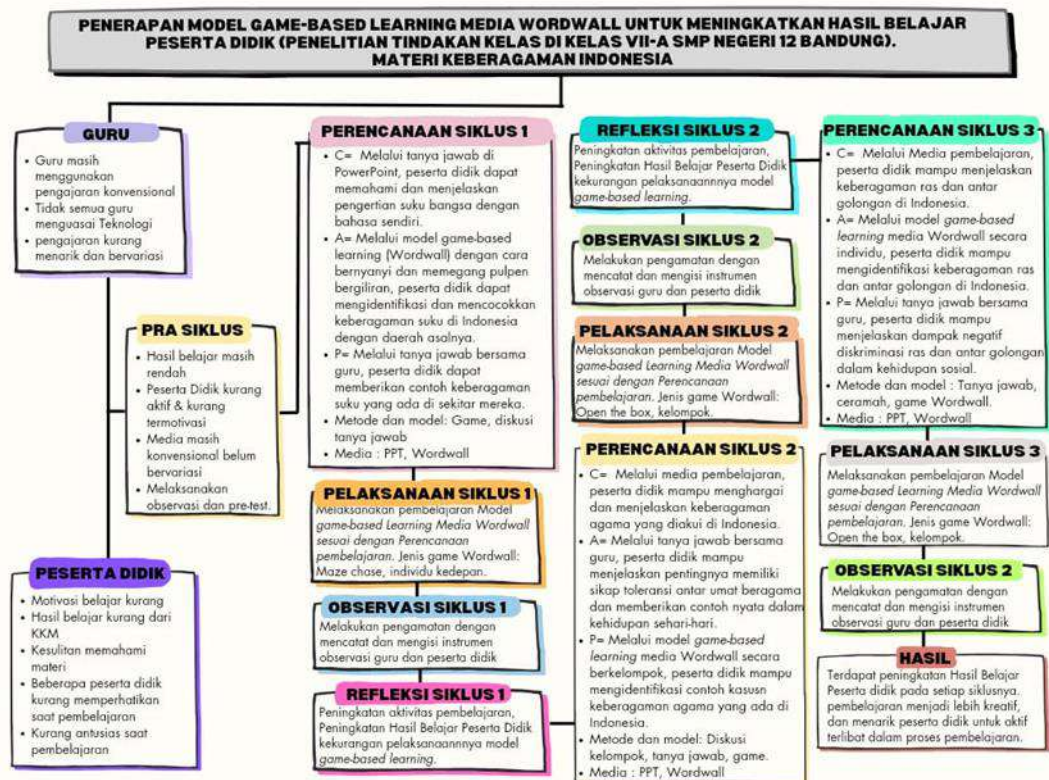 PENERAPAN MODEL GAME-BASED LEARNING MEDIA WORDWALL UNTUK MENINGKATKAN HASIL BELAJAR
PESERTA DIDIK (PENELITIAN TINDAKAN KELAS DI KELAS VII-A SMP NEGERI 12 BANDUNG).
MATERI KEBERAGAMAN INDONESIA
GURU
• Guru masih
menggunakan
pengajaran konvensional
• Tidak semua guru
menguasai Teknologi
• pengajaran kurang
menarik dan bervariasi
PRA SIKLUS
• Hasil belajar masih
rendah
• Peserta Didik kurang
aktif & kurang
termotivasi
• Media masih
konvensional belum
bervariasi
• Melaksanakan
observasi dan pre-test.
PESERTA DIDIK
• Motivasi belajar kurang
• Hasil belajar kurang dari
KKM
• Kesulitan memahami
materi
• Beberapa peserta didik
kurang memperhatikan
saat pembelajaran
• Kurang antusias saat
pembelajaran
PERENCANAAN SIKLUS 1
• C= Melalui tanya jawab di
PowerPoint, peserta didik dapat
memahami dan menjelaskan
pengertian suku bangsa dengan
bahasa sendiri.
• A= Melalui model game-based
learning (Wordwall) dengan cara
bernyanyi dan memegang pulpen
bergiliran, peserta didik dapat
mengidentifikasi dan mencocokkan
keberagaman suku di Indonesia
dengan daerah asalnya.
• P= Melalui tanya jawab bersama
guru, peserta didik dapat
memberikan contoh keberagaman
suku yang ada di sekitar mereka.
• Metode dan model: Game, diskusi
tanya jawab
• Media : PPT, Wordwall
PELAKSANAAN SIKLUS 1
Melaksanakan pembelajaran Model
game-based Learning Media Wordwall
sesuai dengan Perencanaan
pembelajaran. Jenis game Wordwall:
Maze chase, individu kedepan.
OBSERVASI SIKLUS 1
Melakukan pengamatan dengan
mencatat dan mengisi instrumen
observasi guru dan peserta didik
REFLEKSI SIKLUS 1
Peningkatan aktivitas pembelajaran,
Peningkatan Hasil Belajar Peserta Didik
kekurangan pelaksanaannnya model
game-based learning.
REFLEKSI SIKLUS 2
Peningkatan aktivitas pembelajaran,
Peningkatan Hasil Belajar Peserta Didik
kekurangan pelaksanaannnya model
game-based learning.
OBSERVASI SIKLUS 2
Melakukan pengamatan dengan
mencatat dan mengisi instrumen
observasi guru dan peserta didik
PELAKSANAAN SIKLUS 2
Melaksanakan pembelajaran Model
game-based Learning Media Wordwall
sesuai dengan Perencanaan
pembelajaran. Jenis game Wordwall:
Open the box, kelompok.
PERENCANAAN SIKLUS 2
• C= Melalui media pembelajaran,
peserta didik mampu menghargai
dan menjelaskan keberagaman
agama yang diakui di Indonesia.
• A= Melalui tanya jawab bersama
guru, peserta didik mampu
menjelaskan pentingnya memiliki
sikap toleransi antar umat beragama
dan memberikan contoh nyata dalam
kehidupan sehari-hari.
• P= Melalui model game-based
learning media Wordwall secara
berkelompok, peserta didik mampu
mengidentifikasi contoh kasusn
keberagaman agama yang ada di
Indonesia.
• Metode dan model: Diskusi
kelompok, tanya jawab, game.
• Media : PPT, Wordwall
PERENCANAAN SIKLUS 3
• C= Melalui Media pembelajaran,
peserta didik mampu menjelaskan
keberagaman ras dan antar
golongan di Indonesia.
• A= Melalui model game-based
learning media Wordwall secara
individu, peserta didik mampu
mengidentifikasi keberagaman ras
dan antar golongan di Indonesia.
• P= Melalui tanya jawab bersama
guru, peserta didik mampu
menjelaskan dampak negatif
diskriminasi ras dan antar golongan
dalam kehidupan sosial.
• Metode dan model : Tanya jawab,
ceramah, game Wordwall.
• Media : PPT, Wordwall
PELAKSANAAN SIKLUS 3
Melaksanakan pembelajaran Model
game-based Learning Media Wordwall
sesuai dengan Perencanaan
pembelajaran. Jenis game Wordwall:
Open the box, kelompok.
OBSERVASI SIKLUS 2
Melakukan pengamatan dengan
mencatat dan mengisi instrumen
observasi guru dan peserta didik
HASIL
Terdapat peningkatan Hasil Belajar
Peserta didik pada setiap siklusnya.
pembelajaran menjadi lebih kreatif,
dan menarik peserta didik untuk aktif
terlibat dalam proses pembelajaran.